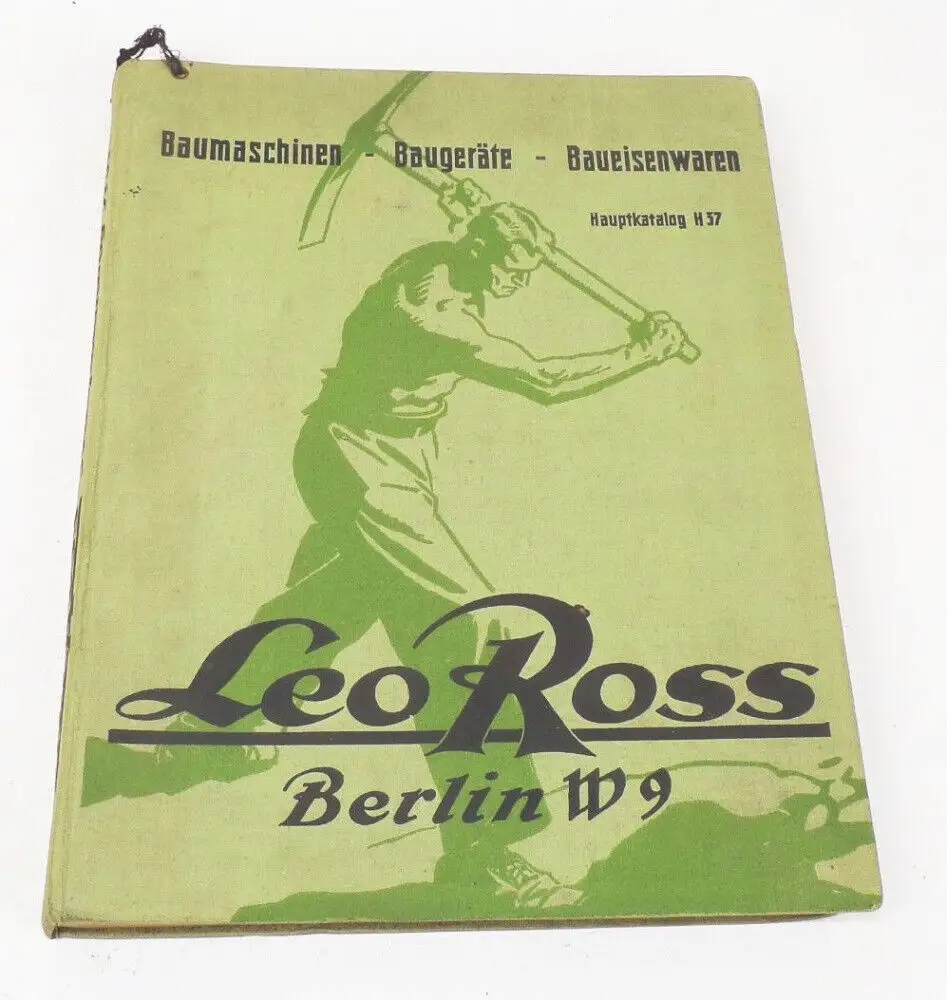 Baumaschinen - Baugeräte - Baueisenwaren
Hauptkatalog H 37
Leo Ross
Berlin W 9